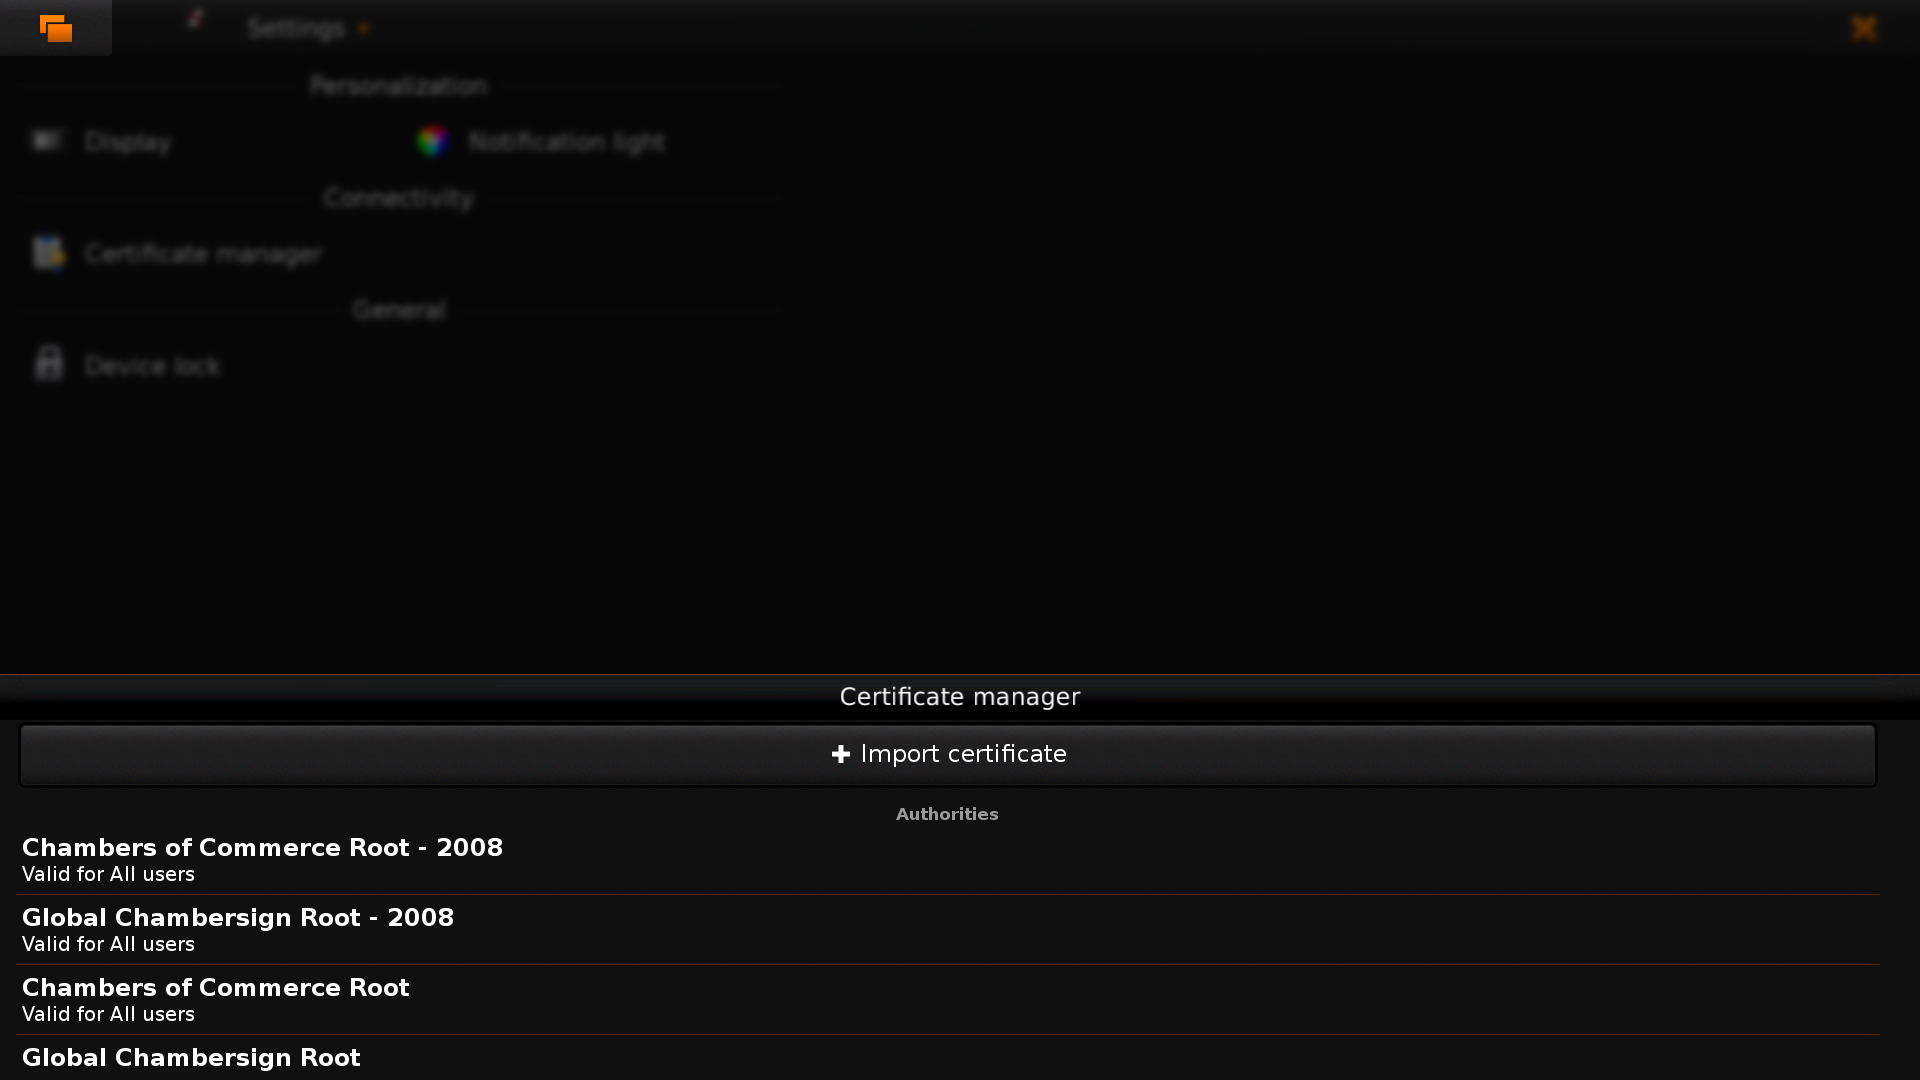 Settings
Personalization
Display
Notification light
Connectivity
Certificate manager
General
Device lock
Certificate manager
Import certificate
Authorities
Chambers of Commerce Root - 2008
Valid for All users
Global Chambersign Root - 2008
Valid for All users
Chambers of Commerce Root
Valid for All users
Global Chambersign Root